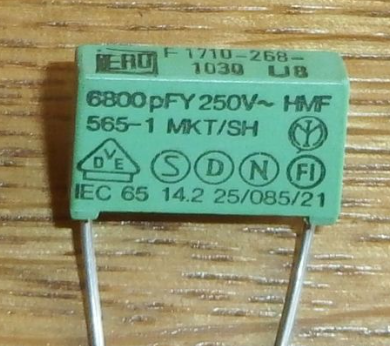 ERO F 1710-268-
1030 U8
6800pFY 250V~ HMF
565-1 MKT/SH
VDE S D N FI
IEC 65 14.2 25/085/21